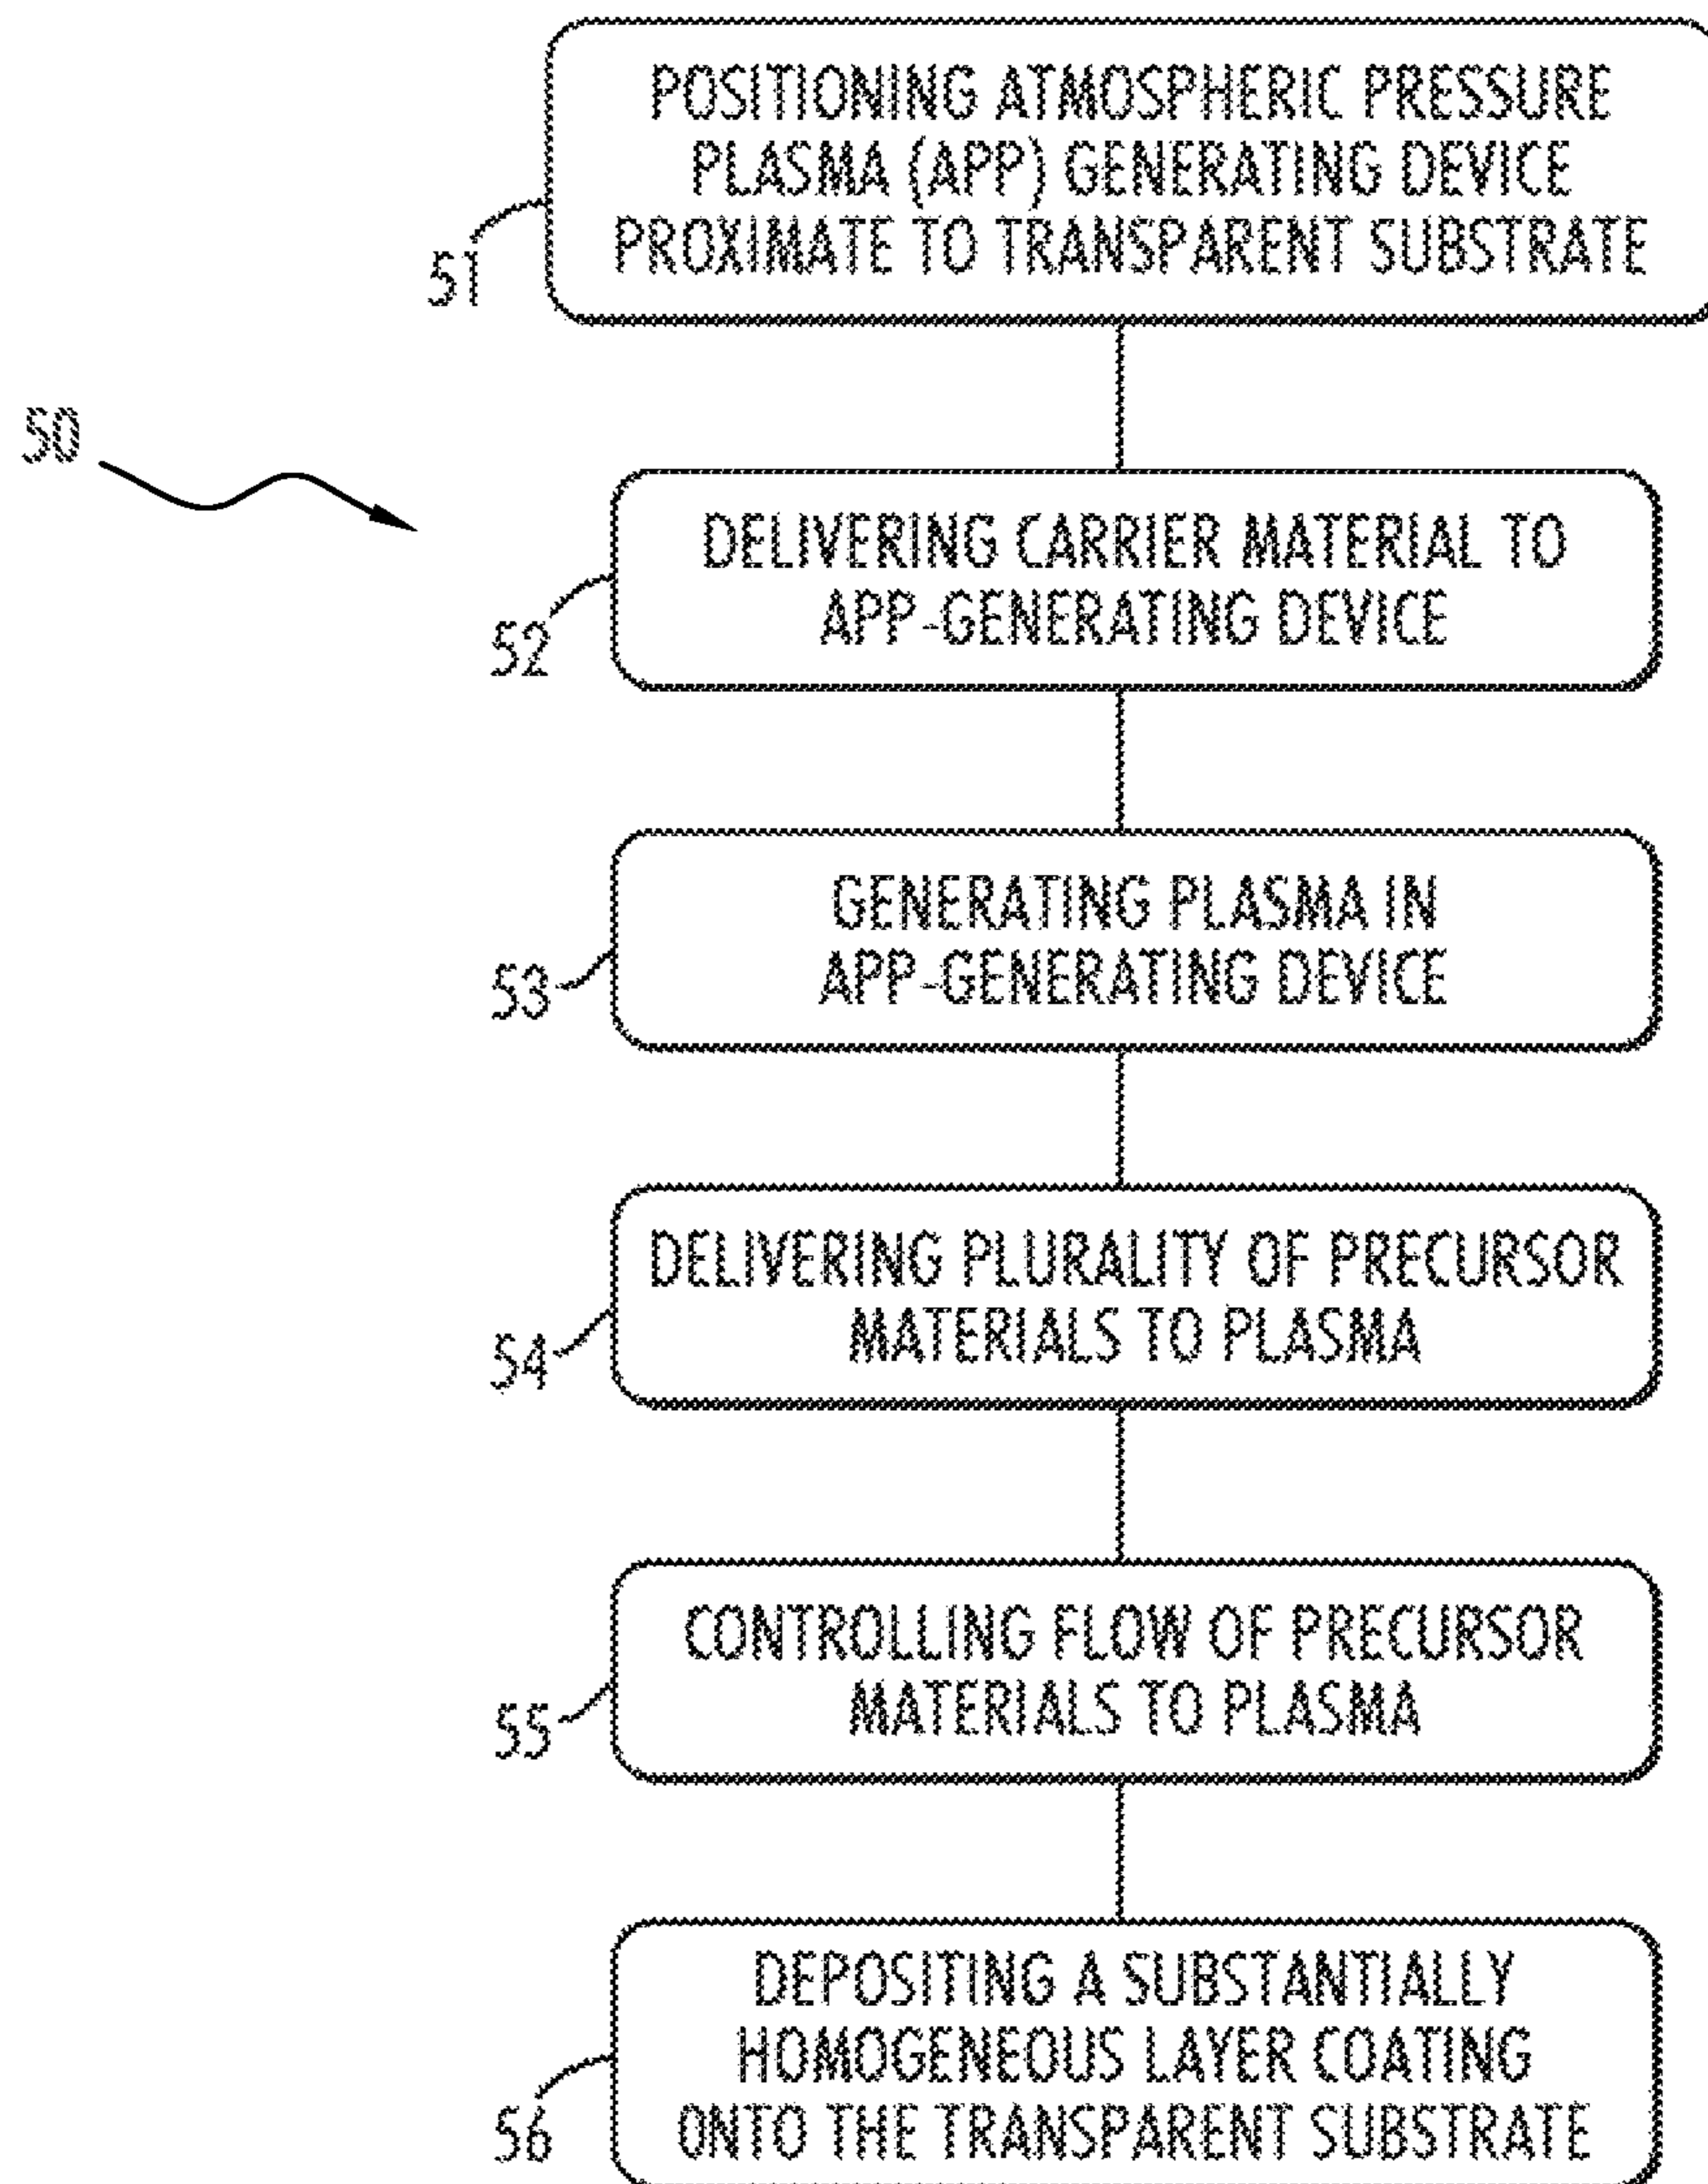 POSITIONING ATMOSPHERIC PRESSURE
PLASMA (APP) GENERATING DEVICE
PROXIMATE TO TRANSPARENT SUBSTRATE
51
50
DELIVERING CARRIER MATERIAL TO
APP-GENERATING DEVICE
52
GENERATING PLASMA IN
APP-GENERATING DEVICE
53
DELIVERING PLURALITY OF PRECURSOR
MATERIALS TO PLASMA
54
CONTROLLING FLOW OF PRECURSOR
MATERIALS TO PLASMA
55
DEPOSITING A SUBSTANTIALLY
HOMOGENEOUS LAYER COATING
ONTO THE TRANSPARENT SUBSTRATE
56